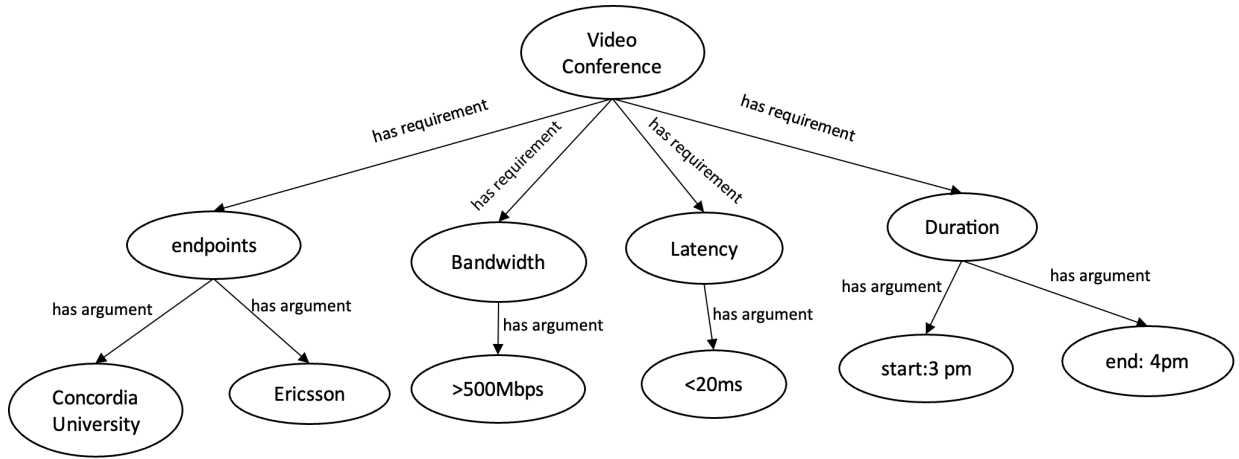 Video
Conference
has requirement
has requirement
has requirement
has requirement
endpoints
Bandwidth
Latency
Duration
has argument
has argument
has argument
has argument
has argument
has argument
Concordia
University
Ericsson
>500Mbps
<20ms
start:3 pm
end: 4pm